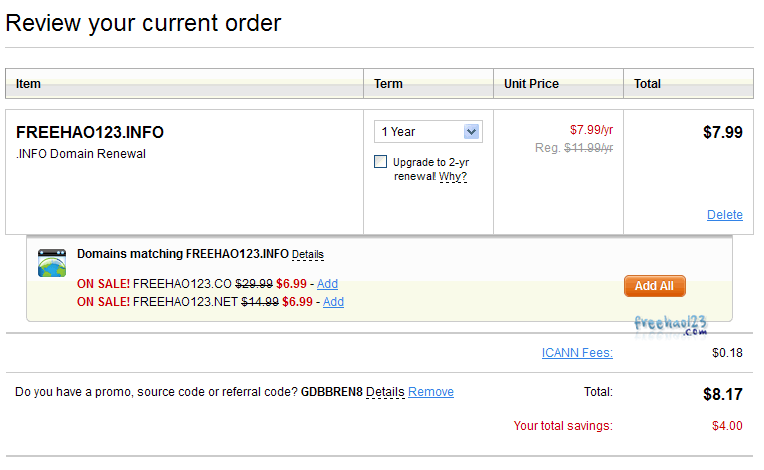 Review your current order
Item Term Unit Price Total
FREEHAO123.INFO 1 Year $7.99/yr $7.99
.INFO Domain Renewal Reg. $11.99/yr
Upgrade to 2-yr
renewal! Why?
Delete
Domains matching FREEHAO123.INFO Details
ON SALE! FREEHAO123.CO $29.99 $6.99 - Add
ON SALE! FREEHAO123.NET $14.99 $6.99 - Add
Add All
freehao123
.com
ICANN Fees: $0.18
Do you have a promo, source code or referral code? GDBBREN8 Details Remove Total: $8.17
Your total savings: $4.00